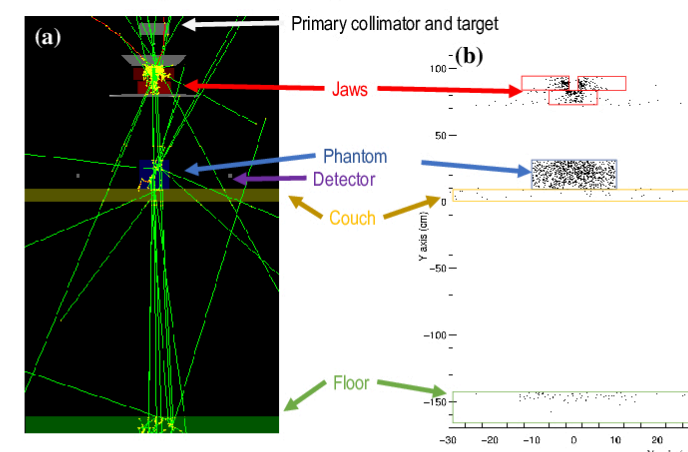 (a)
Primary collimator and target
(b)
Jaws
Phantom
Detector
Couch
Floor
Y axis (cm)
100
50
0
−50
−100
−150
−30 −20 −10 0 10 20